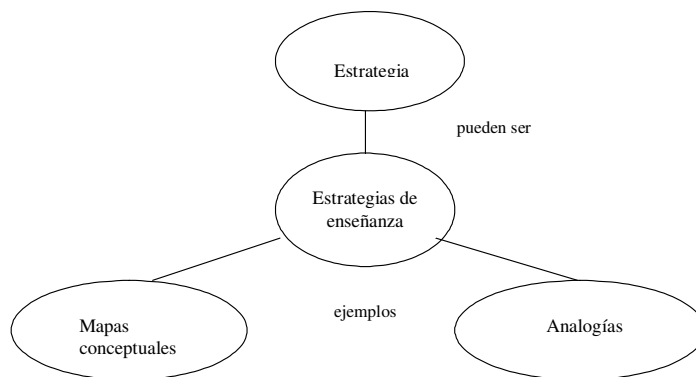 Estrategia
pueden ser
Estrategias de
enseñanza
ejemplos
Mapas
conceptuales
Analogías